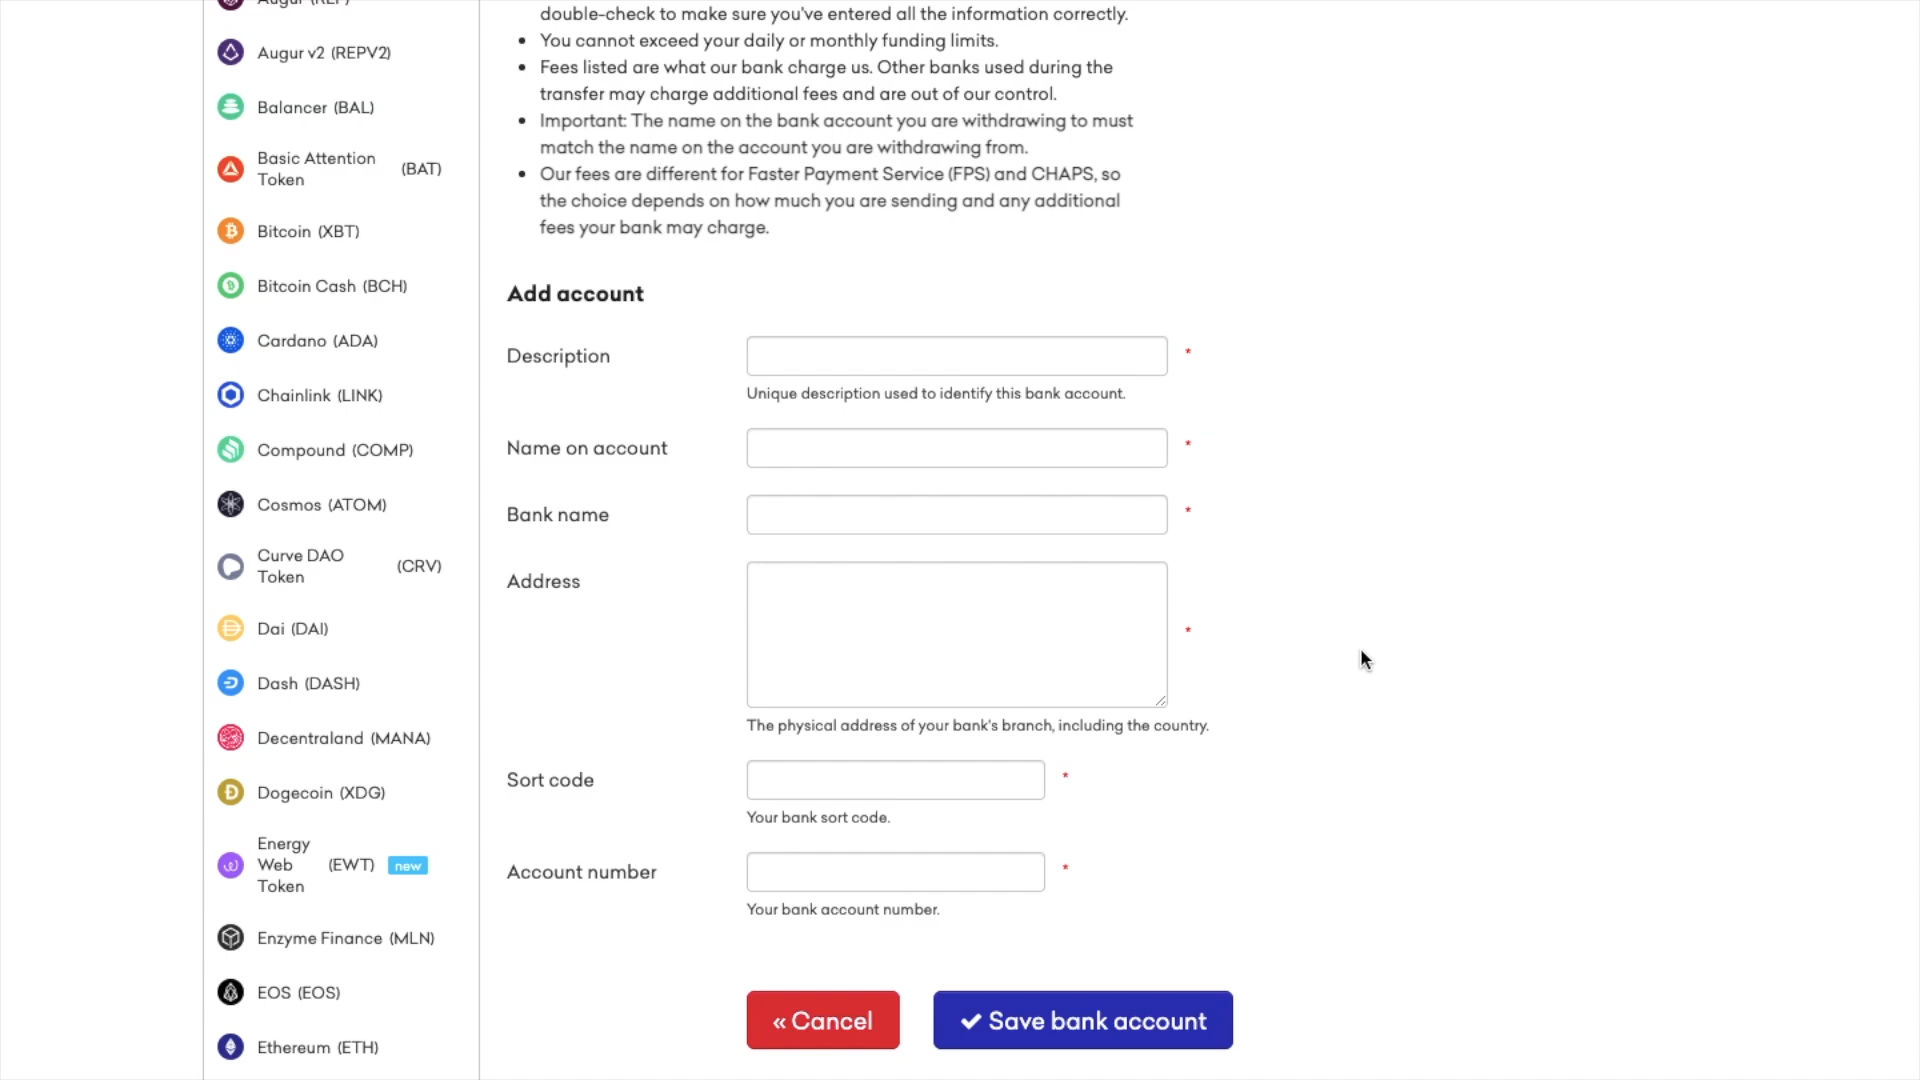 Augur (REP)
Augur v2 (REPV2)
Balancer (BAL)
Basic Attention
Token
(BAT)
Bitcoin (XBT)
Bitcoin Cash (BCH)
Cardano (ADA)
Chainlink (LINK)
Compound (COMP)
Cosmos (ATOM)
Curve DAO
Token
(CRV)
Dai (DAI)
Dash (DASH)
Decentraland (MANA)
Dogecoin (XDG)
Energy
Web
Token
(EWT) new
Enzyme Finance (MLN)
EOS (EOS)
Ethereum (ETH)
double-check to make sure you've entered all the information correctly.
• You cannot exceed your daily or monthly funding limits.
• Fees listed are what our bank charge us. Other banks used during the
transfer may charge additional fees and are out of our control.
• Important: The name on the bank account you are withdrawing to must
match the name on the account you are withdrawing from.
• Our fees are different for Faster Payment Service (FPS) and CHAPS, so
the choice depends on how much you are sending and any additional
fees your bank may charge.
Add account
Description *
Unique description used to identify this bank account.
Name on account *
Bank name *
Address *
The physical address of your bank's branch, including the country.
Sort code *
Your bank sort code.
Account number *
Your bank account number.
« Cancel
✔ Save bank account